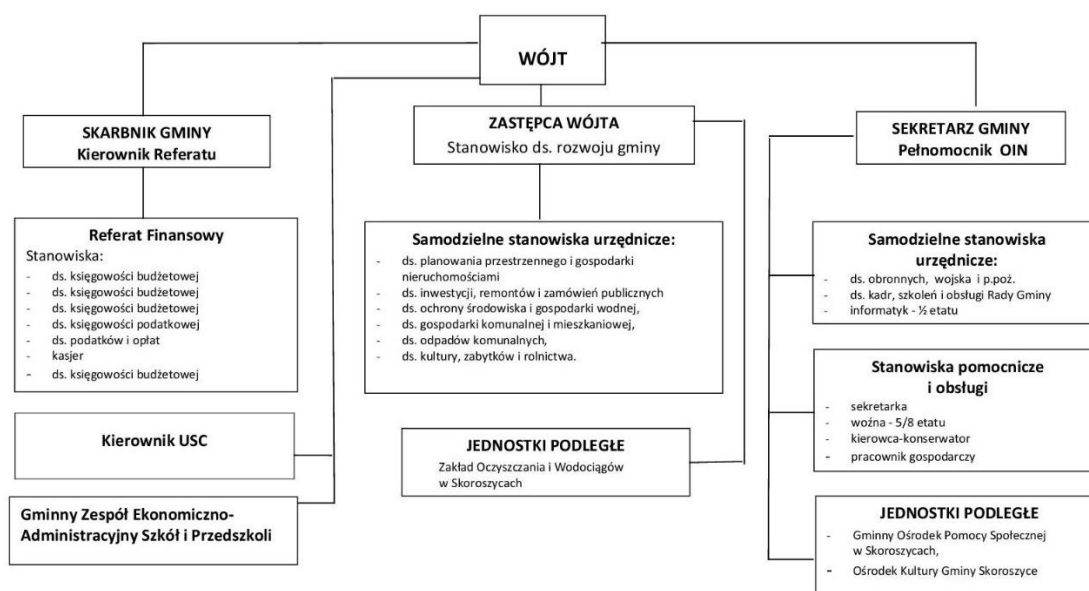 WÓJT
SKARBNIK GMINY
Kierownik Referatu
ZASTĘPCA WÓJTA
Stanowisko ds. rozwoju gminy
SEKRETARZ GMINY
Pełnomocnik OIN
Referat Finansowy
Stanowiska:
- ds. księgowości budżetowej
- ds. księgowości budżetowej
- ds. księgowości budżetowej
- ds. księgowości podatkowej
- ds. podatków i opłat
- kasjer
- ds. księgowości budżetowej
Kierownik USC
Gminny Zespół Ekonomiczno-
Administracyjny Szkół i Przedszkoli
Samodzielne stanowiska urzędnicze:
- ds. planowania przestrzennego i gospodarki
nieruchomościami
- ds. inwestycji, remontów i zamówień publicznych
- ds. ochrony środowiska i gospodarki wodnej,
- ds. gospodarki komunalnej i mieszkaniowej,
- ds. odpadów komunalnych,
- ds. kultury, zabytków i rolnictwa.
JEDNOSTKI PODLEGŁE
Zakład Oczyszczania i Wodociągów
w Skoroszycach
Samodzielne stanowiska
urzędnicze:
- ds. obronnych, wojska i p.poż.
- ds. kadr, szkoleń i obsługi Rady Gminy
- informatyk - ½ etatu
Stanowiska pomocnicze
i obsługi
- sekretarka
- woźna - 5/8 etatu
- kierowca-konserwator
- pracownik gospodarczy
JEDNOSTKI PODLEGŁE
- Gminny Ośrodek Pomocy Społecznej
w Skoroszycach,
- Ośrodek Kultury Gminy Skoroszyce